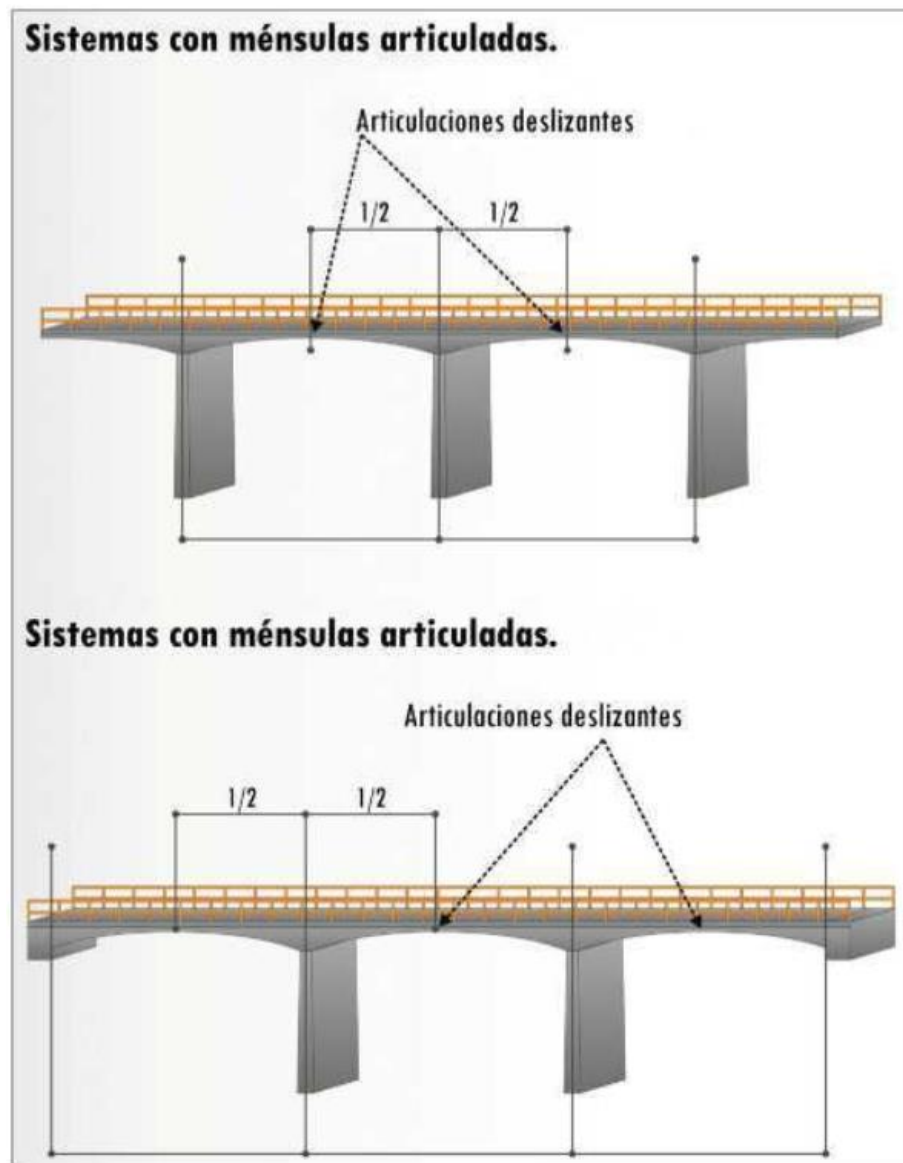 Sistemas con ménsulas articuladas.
Articulaciones deslizantes
1/2 1/2
Sistemas con ménsulas articuladas.
Articulaciones deslizantes
1/2 1/2